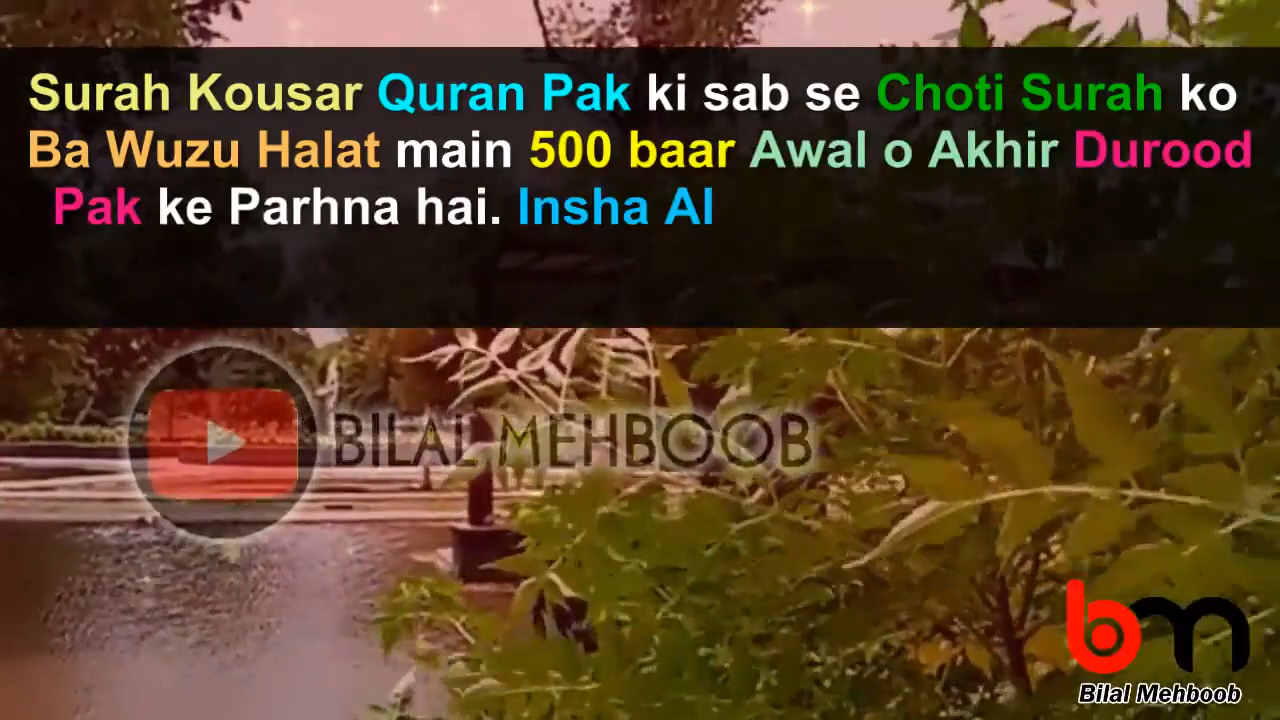 Surah Kousar Quran Pak ki sab se Choti Surah ko
Ba Wuzu Halat main 500 baar Awal o Akhir Durood
Pak ke Parhna hai. Insha Al
BILAL MEHBOOB
bm
Bilal Mehboob